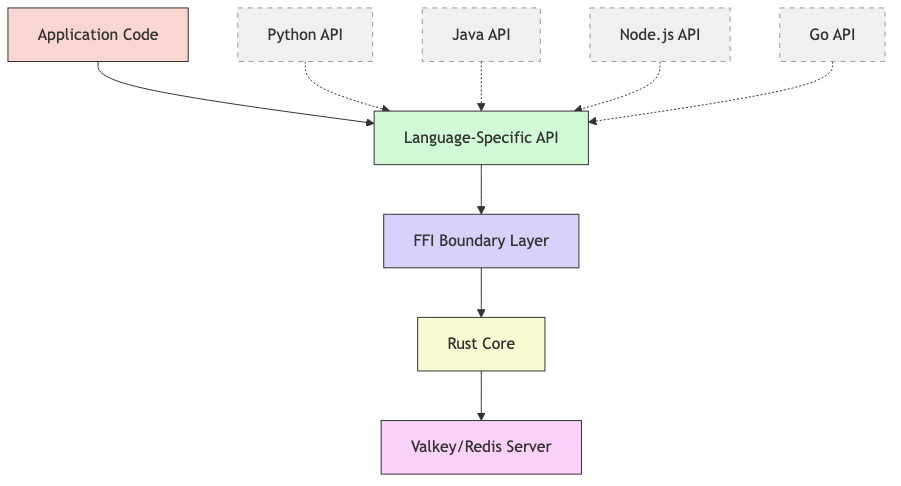 Application Code
Python API
Java API
Node.js API
Go API
Language-Specific API
FFI Boundary Layer
Rust Core
Valkey/Redis Server